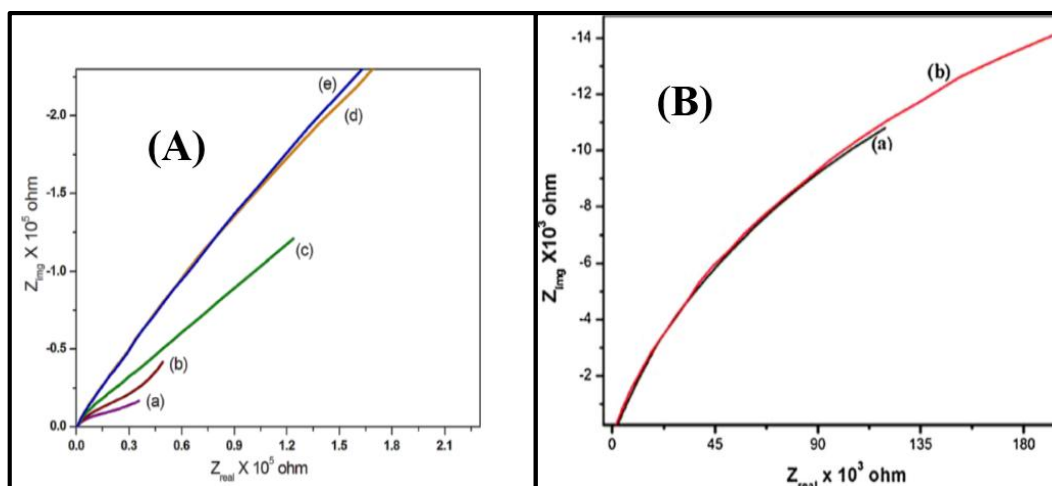 (A)
-2.0
-1.5
-1.0
-0.5
0.0
0.0 0.3 0.6 0.9 1.2 1.5 1.8 2.1
Z_img X 10^5 ohm
Z_real X 10^5 ohm
(e)
(d)
(c)
(b)
(a)
(B)
-14
-12
-10
-8
-6
-4
-2
0 45 90 135 180
Z_img X10^3 ohm
Z_real X 10^3 ohm
(b)
(a)